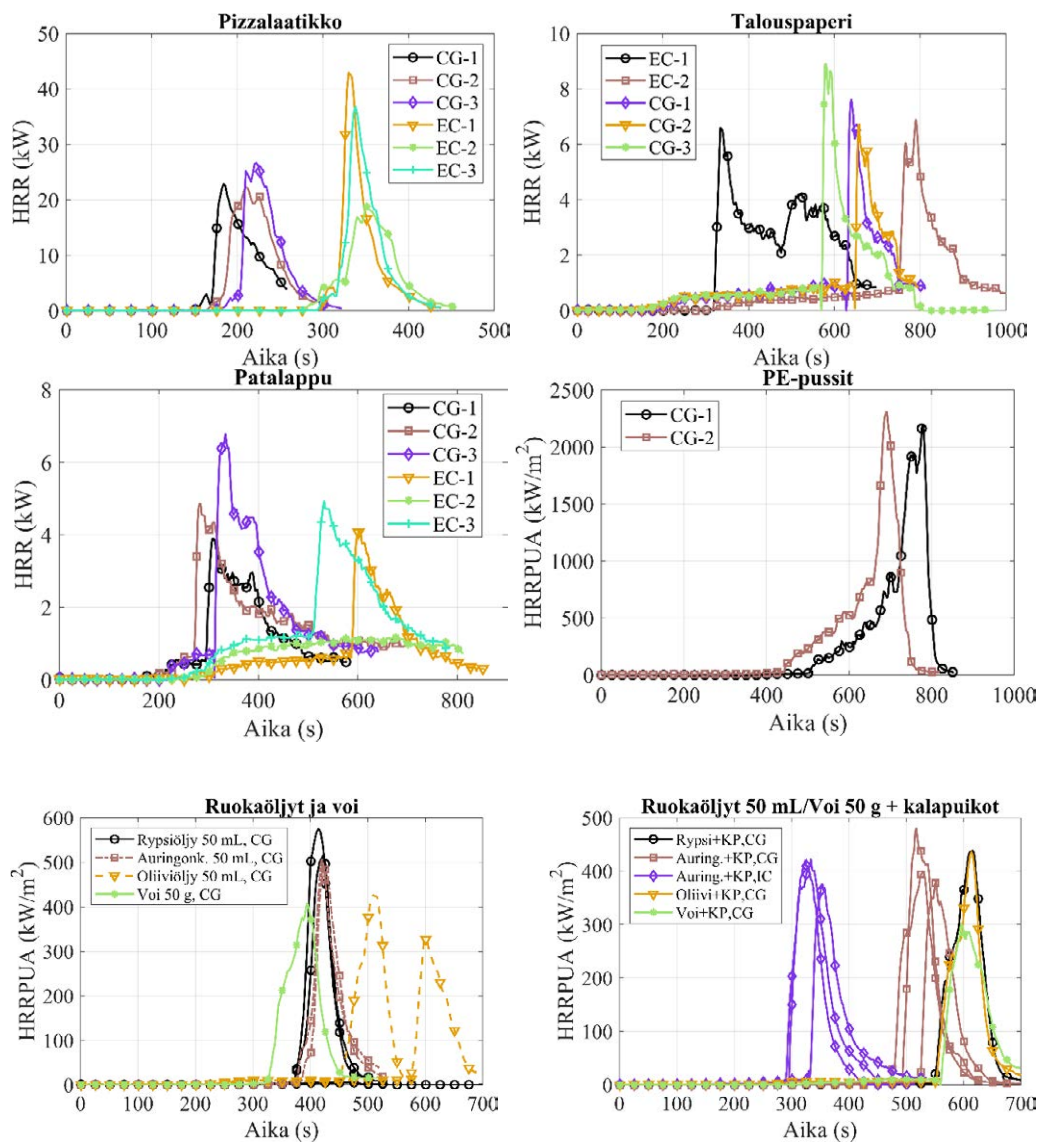 Pizzalaatikko
HRR (kW)
50
40
30
20
10
0
0 100 200 300 400 500
Aika (s)
CG-1
CG-2
CG-3
EC-1
EC-2
EC-3
Talouspaperi
HRR (kW)
10
8
6
4
2
0
0 200 400 600 800 1000
Aika (s)
EC-1
EC-2
CG-1
CG-2
CG-3
Patalappu
HRR (kW)
8
6
4
2
0
0 200 400 600 800
Aika (s)
CG-1
CG-2
CG-3
EC-1
EC-2
EC-3
PE-pussit
HRRPUA (kW/m²)
2500
2000
1500
1000
500
0
0 200 400 600 800 1000
Aika (s)
CG-1
CG-2
Ruokaöljyt ja voi
HRRPUA (kW/m²)
600
500
400
300
200
100
0
0 100 200 300 400 500 600 700
Aika (s)
Rypsiöljy 50 mL, CG
Auringonk. 50 mL, CG
Oliiviöljy 50 mL, CG
Voi 50 g, CG
Ruokaöljyt 50 mL/Voi 50 g + kalapuikot
HRRPUA (kW/m²)
500
400
300
200
100
0
0 100 200 300 400 500 600 700
Aika (s)
Rypsi+KP,CG
Auring.+KP,CG
Auring.+KP,IC
Oliivi+KP,CG
Voi+KP,CG